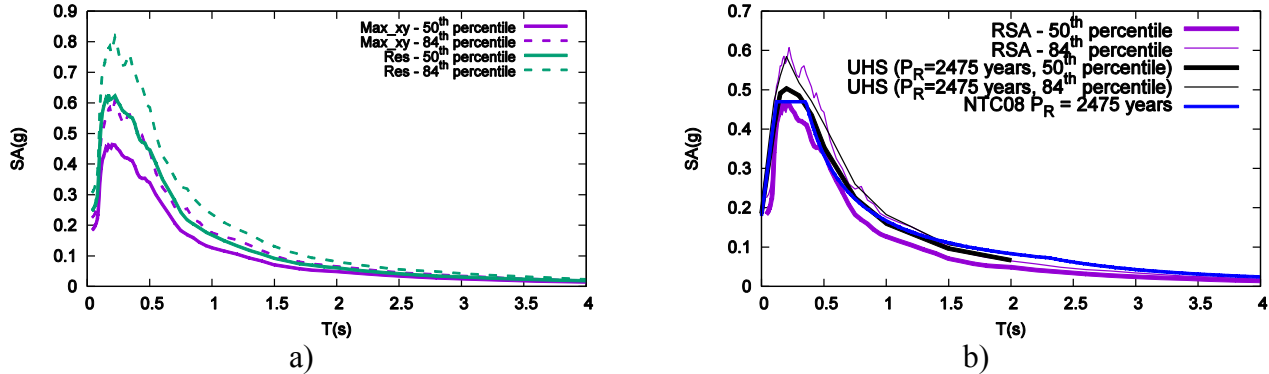 0.9
0.8
0.7
0.6
0.5
0.4
0.3
0.2
0.1
0
SA(g)
Max_xy - 50th percentile
Max_xy - 84th percentile
Res - 50th percentile
Res - 84th percentile
0 0.5 1 1.5 2 2.5 3 3.5 4
T(s)
a)
0.7
0.6
0.5
0.4
0.3
0.2
0.1
0
SA(g)
RSA - 50th percentile
RSA - 84th percentile
UHS (PR=2475 years, 50th percentile)
UHS (PR=2475 years, 84th percentile)
NTC08 PR = 2475 years
0 0.5 1 1.5 2 2.5 3 3.5 4
T(s)
b)